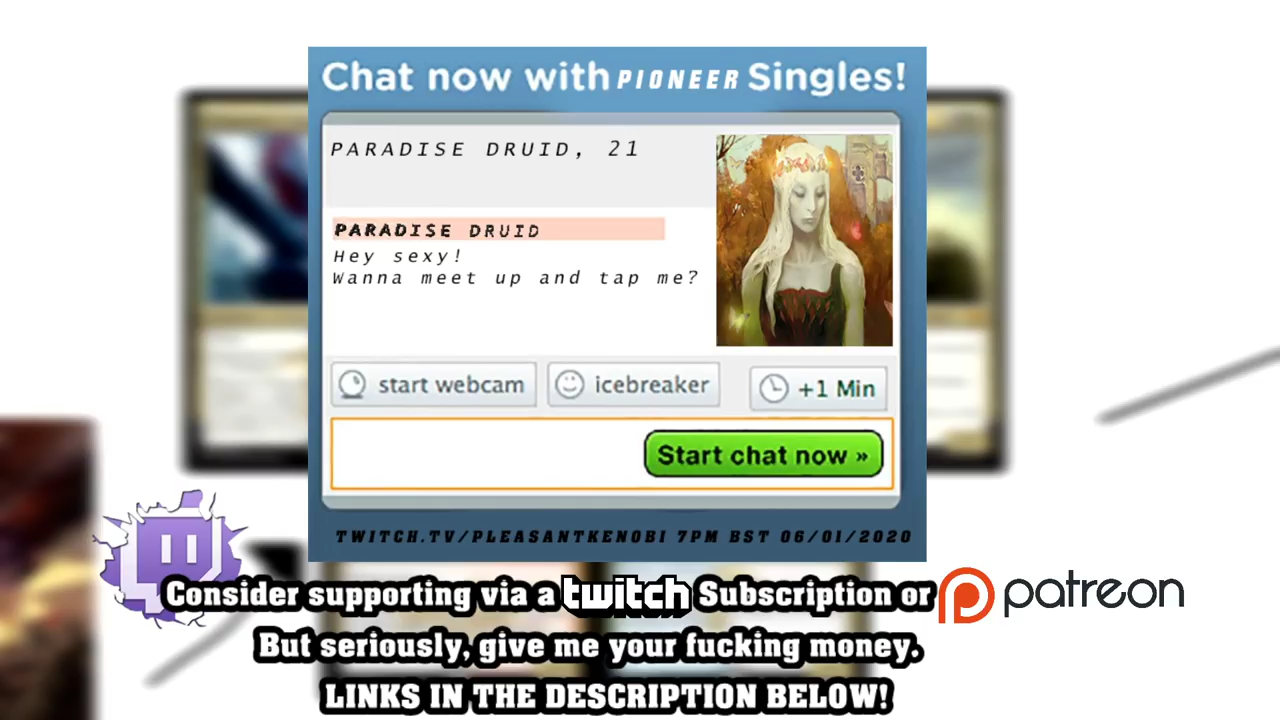 Chat now with PIONEER Singles!
PARADISE DRUID, 21
PARADISE DRUID
Hey sexy!
Wanna meet up and tap me?
start webcam
icebreaker
+1 Min
Start chat now »
TWITCH.TV/PLEASANTKENOBI 7PM BST 06/01/2020
Consider supporting via a twitch Subscription or patreon
But seriously, give me your fucking money.
LINKS IN THE DESCRIPTION BELOW!